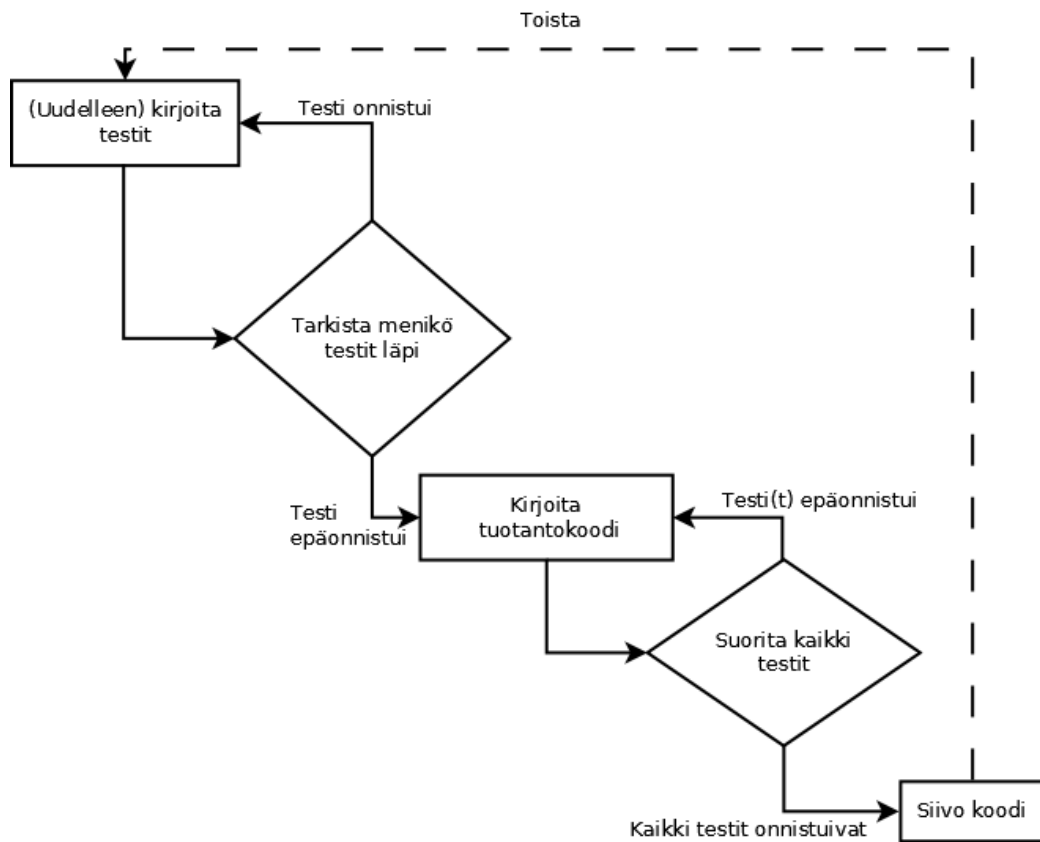 Toista
(Uudelleen) kirjoita
testit
Testi onnistui
Tarkista menikö
testit läpi
Testi
epäonnistui
Kirjoita
tuotantokoodi
Testi(t) epäonnistui
Suorita kaikki
testit
Kaikki testit onnistuivat
Siivo koodi